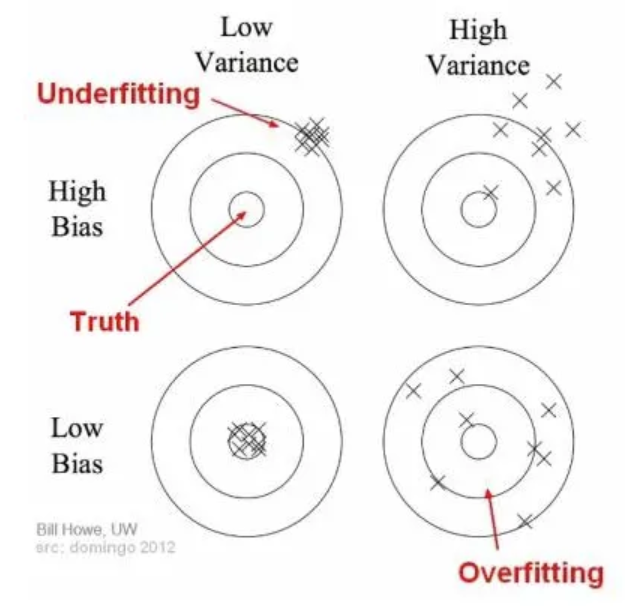 Low
Variance
High
Variance
Underfitting
High
Bias
Truth
Low
Bias
Bill Howe, UW
src: domingo 2012
Overfitting